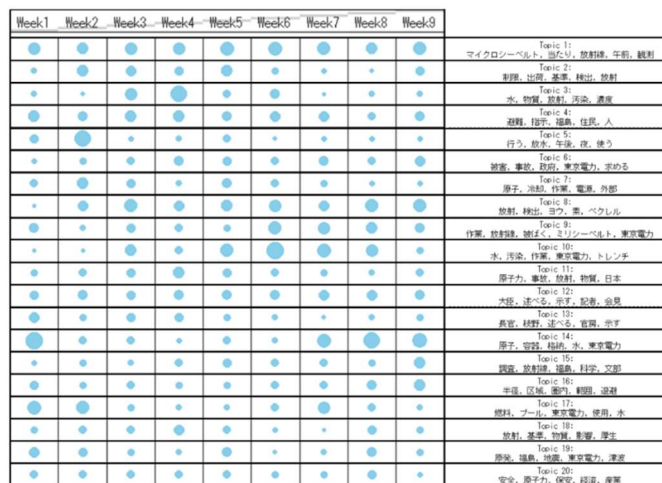 Week1 Week2 Week3 Week4 Week5 Week6 Week7 Week8 Week9
Topic 1:
マイクロシーベルト, 当たり, 放射線, 午前, 観測
Topic 2:
制限, 出荷, 基準, 検出, 放射
Topic 3:
水, 物質, 放射, 汚染, 濃度
Topic 4:
避難, 指示, 福島, 住民, 人
Topic 5:
行う, 放水, 午後, 夜, 使う
Topic 6:
被害, 事故, 政府, 東京電力, 求める
Topic 7:
原子, 冷却, 作業, 電源, 外部
Topic 8:
放射, 検出, ヨウ, 素, ベクレル
Topic 9:
作業, 放射線, 被ばく, ミリシーベルト, 東京電力
Topic 10:
水, 汚染, 作業, 東京電力, トレンチ
Topic 11:
原子力, 事故, 放射, 物質, 日本
Topic 12:
大臣, 述べる, 示す, 記者, 会見
Topic 13:
長官, 枝野, 述べる, 官房, 示す
Topic 14:
原子, 容器, 格納, 水, 東京電力
Topic 15:
調査, 放射線, 福島, 科学, 文部
Topic 16:
半径, 区域, 圏内, 範囲, 退避
Topic 17:
燃料, プール, 東京電力, 使用, 水
Topic 18:
放射, 基準, 物質, 影響, 厚生
Topic 19:
原発, 福島, 地震, 東京電力, 津波
Topic 20:
安全, 原子力, 保安, 経済, 産業